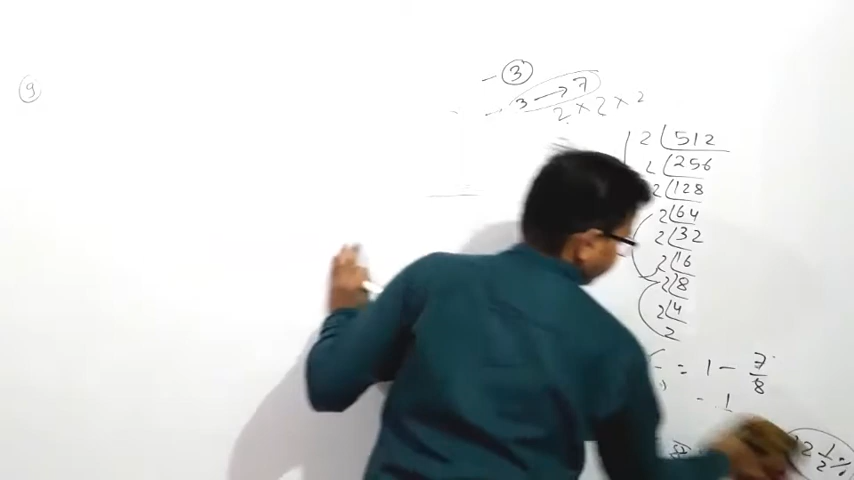 9
- 3
- 3 → 7
2 × 2 × 2
2 | 512
2 | 256
2 | 128
2 | 64
2 | 32
2 | 16
2 | 8
2 | 4
2
= 1 - 7/8
- 1
2 1/2 %